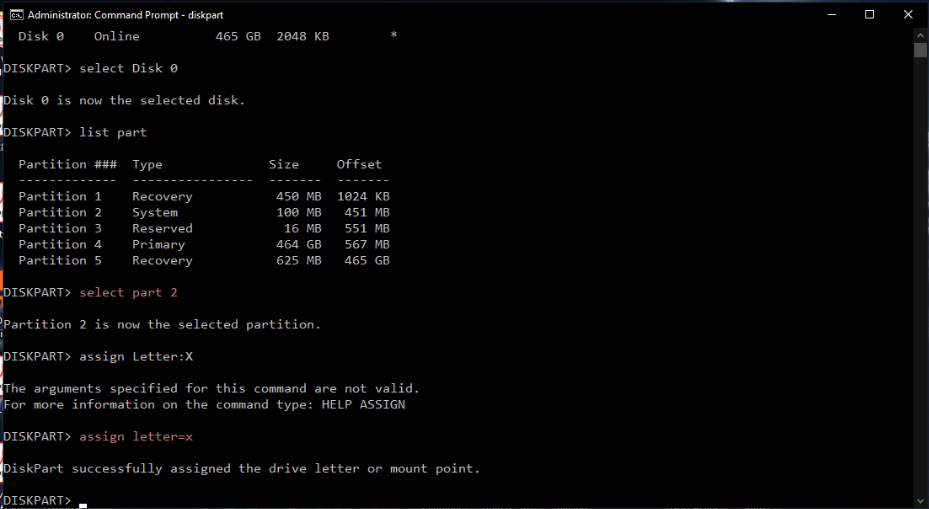 Administrator: Command Prompt - diskpart
Disk 0    Online          465 GB  2048 KB        *
DISKPART> select Disk 0
Disk 0 is now the selected disk.
DISKPART> list part
Partition ###  Type              Size     Offset
-------------  ----------------  -------  -------
Partition 1    Recovery           450 MB  1024 KB
Partition 2    System             100 MB   451 MB
Partition 3    Reserved            16 MB   551 MB
Partition 4    Primary            464 GB   567 MB
Partition 5    Recovery           625 MB   465 GB
DISKPART> select part 2
Partition 2 is now the selected partition.
DISKPART> assign Letter:X
The arguments specified for this command are not valid.
For more information on the command type: HELP ASSIGN
DISKPART> assign letter=x
DiskPart successfully assigned the drive letter or mount point.
DISKPART>